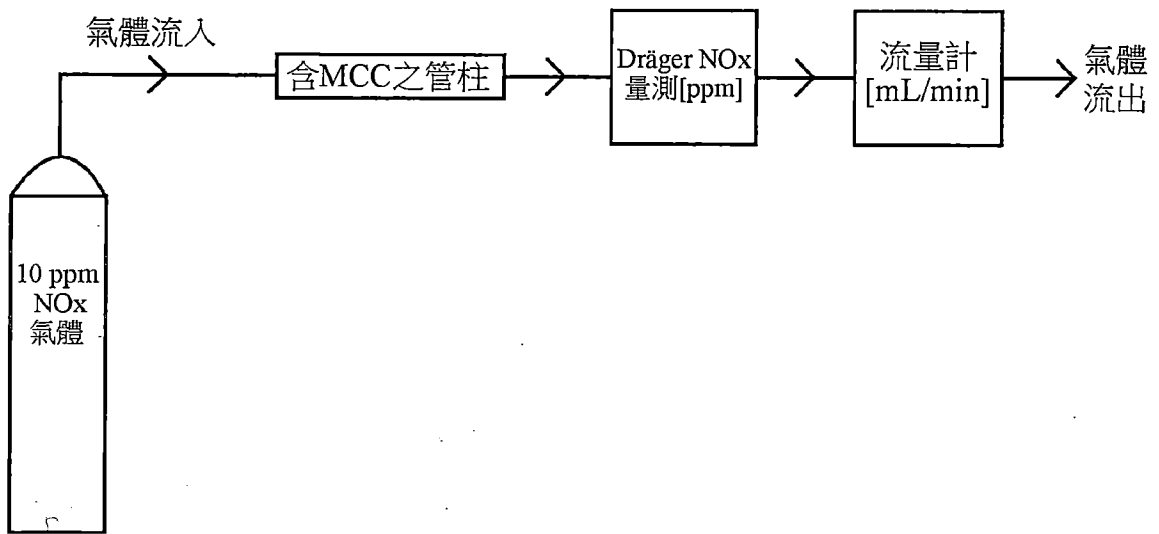 氣體流入
含MCC之管柱
Dräger NOx
量測[ppm]
流量計
[mL/min]
氣體
流出
10 ppm
NOx
氣體